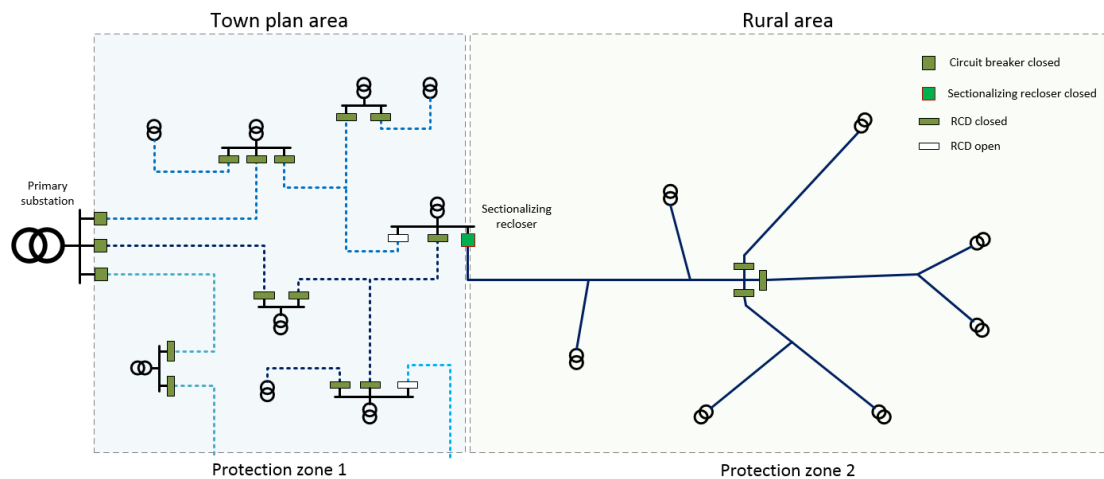 Town plan area
Rural area
Circuit breaker closed
Sectionalizing recloser closed
RCD closed
RCD open
Primary
substation
Sectionalizing
recloser
Protection zone 1
Protection zone 2